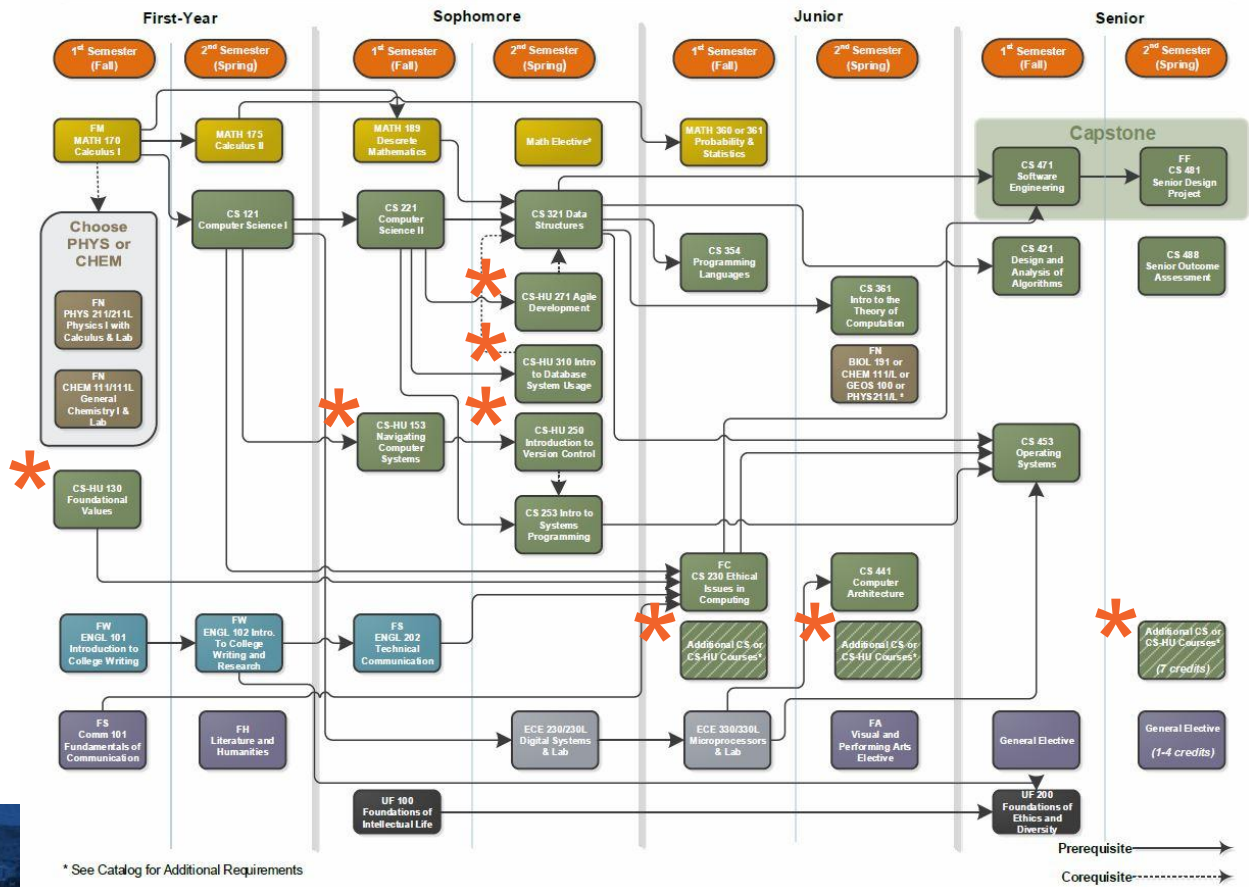 First-Year
Sophomore
Junior
Senior
1st Semester
(Fall)
2nd Semester
(Spring)
1st Semester
(Fall)
2nd Semester
(Spring)
1st Semester
(Fall)
2nd Semester
(Spring)
1st Semester
(Fall)
2nd Semester
(Spring)
FM
MATH 170
Calculus I
MATH 175
Calculus II
MATH 189
Descrete
Mathematics
Math Elective*
MATH 360 or 361
Probability &
Statistics
Capstone
CS 471
Software
Engineering
FF
CS 481
Senior Design
Project
CS 121
Computer Science I
CS 221
Computer
Science II
CS 321 Data
Structures
CS 354
Programming
Languages
CS 421
Design and
Analysis of
Algorithms
CS 488
Senior Outcome
Assessment
Choose
PHYS or
CHEM
FN
PHYS 211/211L
Physics I with
Calculus & Lab
FN
CHEM 111/111L
General
Chemistry I &
Lab
CS-HU 271 Agile
Development
CS 361
Intro to the
Theory of
Computation
CS-HU 310 Intro
to Database
System Usage
FN
BIOL 191 or
CHEM 111/L or
GEOS 100 or
PHYS211/L *
CS-HU 153
Navigating
Computer
Systems
CS-HU 250
Introduction to
Version Control
CS 453
Operating
Systems
CS-HU 130
Foundational
Values
CS 253 Intro to
Systems
Programming
FC
CS 230 Ethical
Issues in
Computing
CS 441
Computer
Architecture
FW
ENGL 101
Introduction to
College Writing
FW
ENGL 102 Intro.
To College
Writing and
Research
FS
ENGL 202
Technical
Communication
Additional CS or
CS-HU Courses*
Additional CS or
CS-HU Courses*
Additional CS or
CS-HU Courses*
(7 credits)
FS
Comm 101
Fundamentals of
Communication
FH
Literature and
Humanities
ECE 230/230L
Digital Systems
& Lab
ECE 330/330L
Microprocessors
& Lab
FA
Visual and
Performing Arts
Elective
General Elective
General Elective
(1-4 credits)
UF 100
Foundations of
Intellectual Life
UF 200
Foundations of
Ethics and
Diversity
Prerequisite
* See Catalog for Additional Requirements
Corequisite